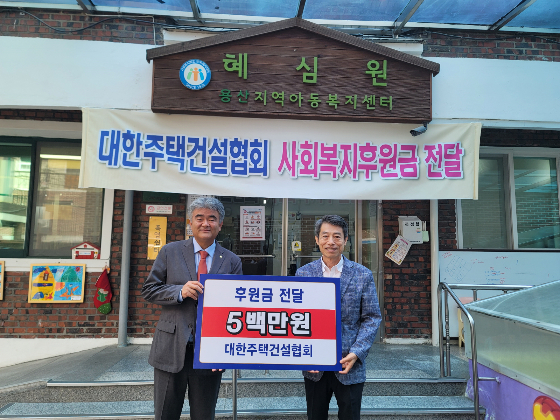 혜심원
용산지역아동복지센터
대한주택건설협회 사회복지후원금 전달
후원금 전달
5백만원
대한주택건설협회